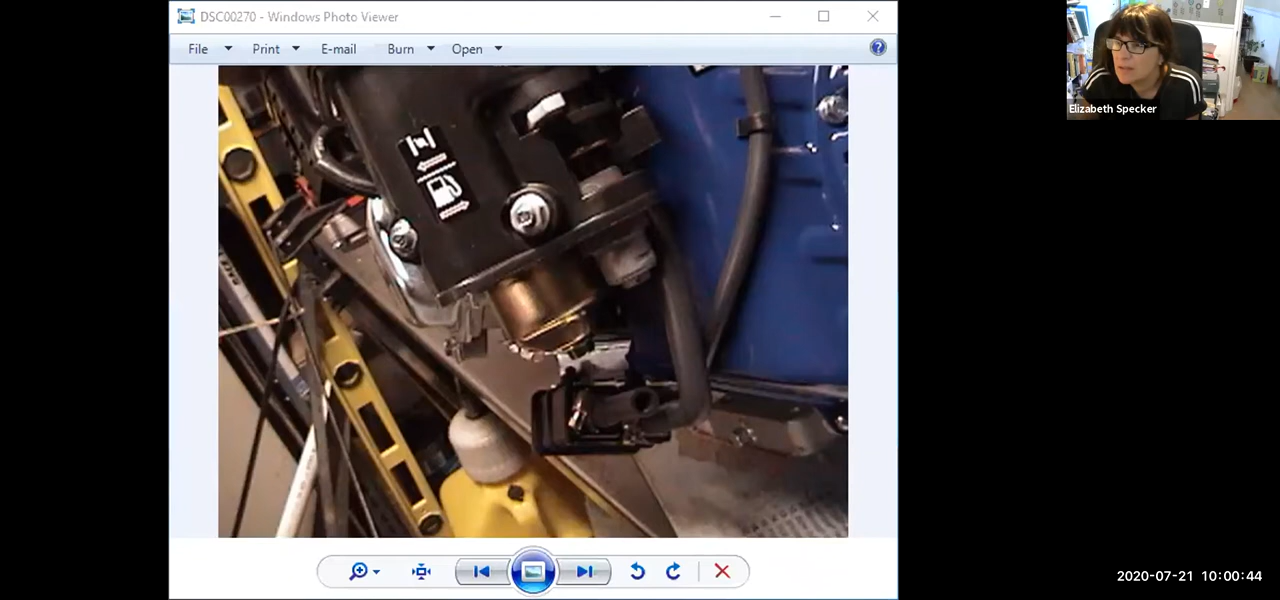 DSC00270 - Windows Photo Viewer
File Print E-mail Burn Open
Elizabeth Specker
2020-07-21 10:00:44